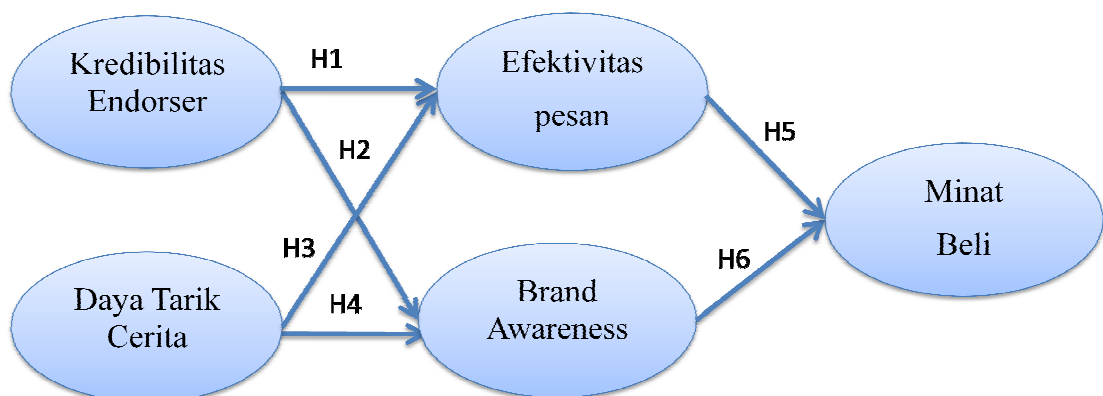 Kredibilitas
Endorser
H1
Efektivitas
pesan
H2
H5
Minat
Beli
H3
H4
Daya Tarik
Cerita
Brand
Awareness
H6